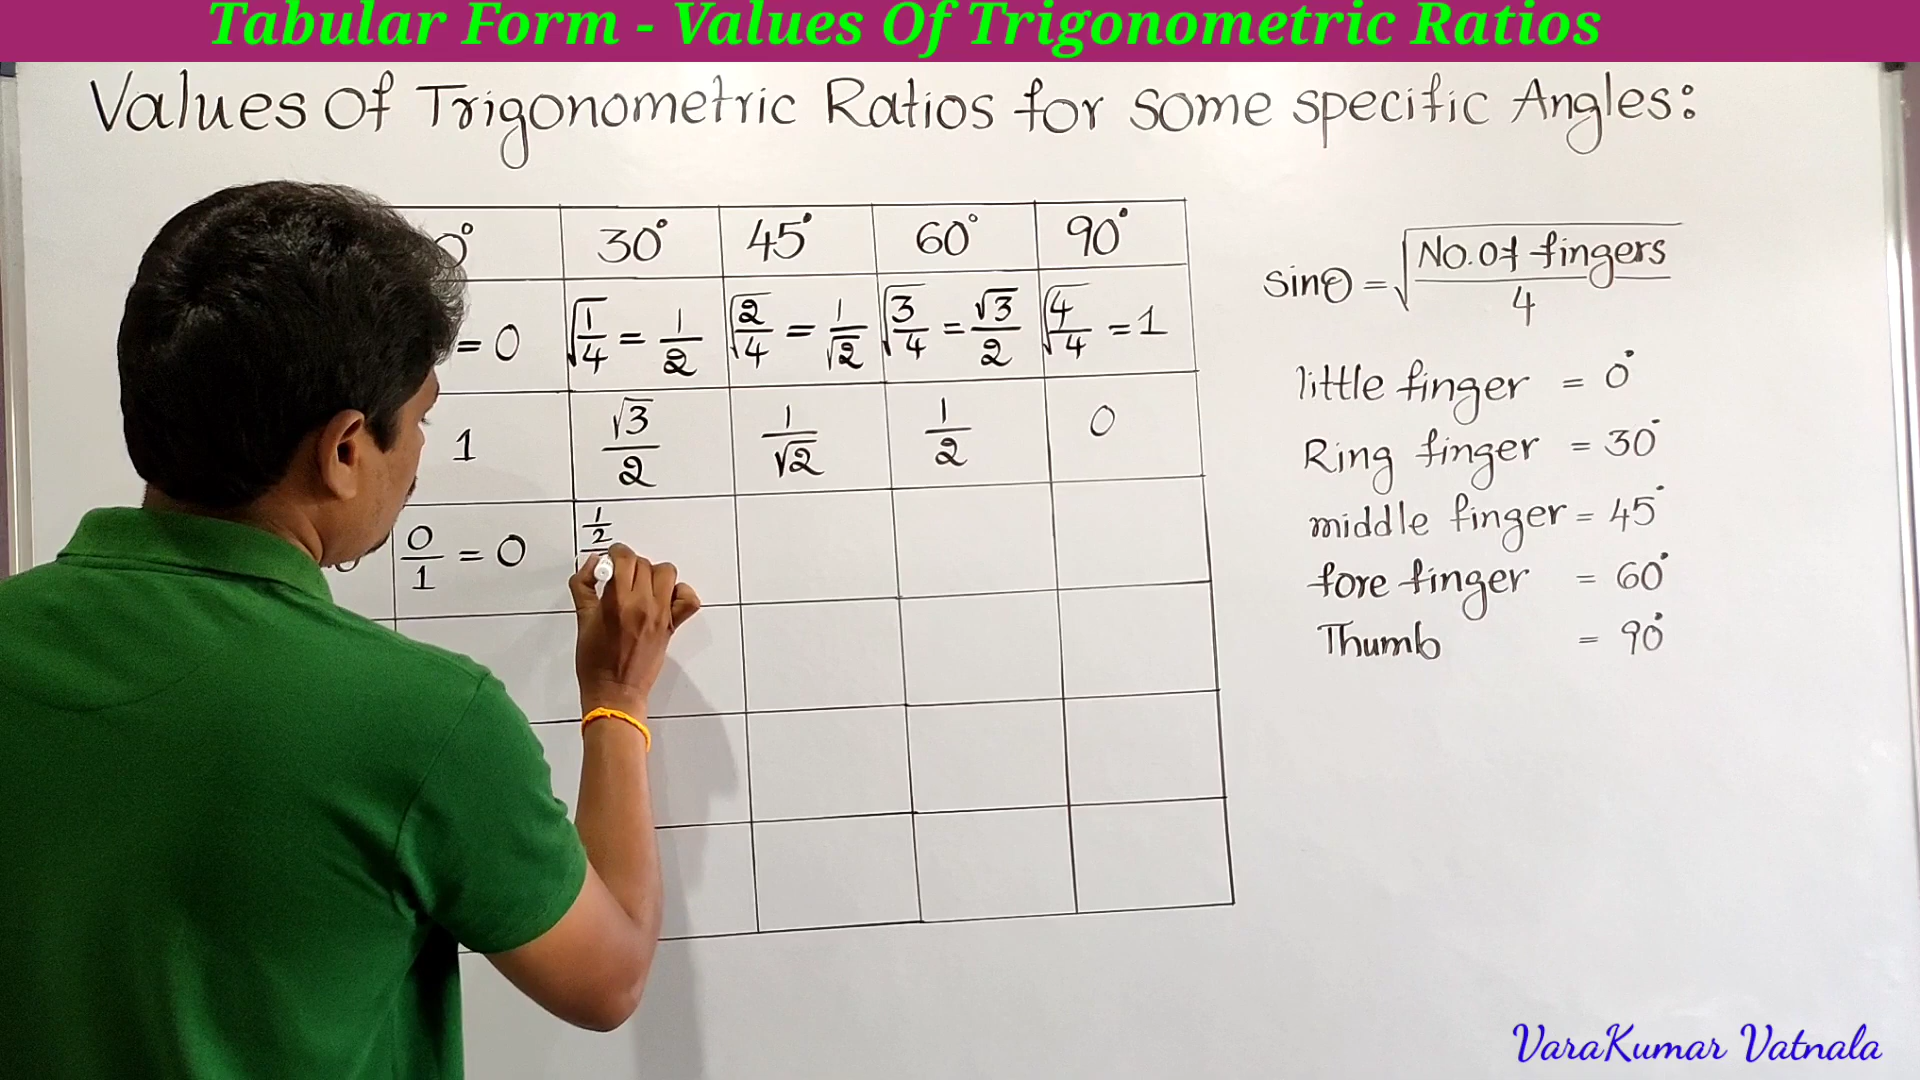 Tabular Form - Values Of Trigonometric Ratios
Values Of Trigonometric Ratios for some specific Angles:
0° 30° 45° 60° 90°
= 0 √(1/4) = 1/2 √(2/4) = 1/√2 √(3/4) = √3/2 √(4/4) = 1
1 √3/2 1/√2 1/2 0
0/1 = 0 1/2
sinθ = √(No. Of fingers/4)
little finger = 0°
Ring finger = 30°
middle finger = 45°
fore finger = 60°
Thumb = 90°
VaraKumar Vatnala